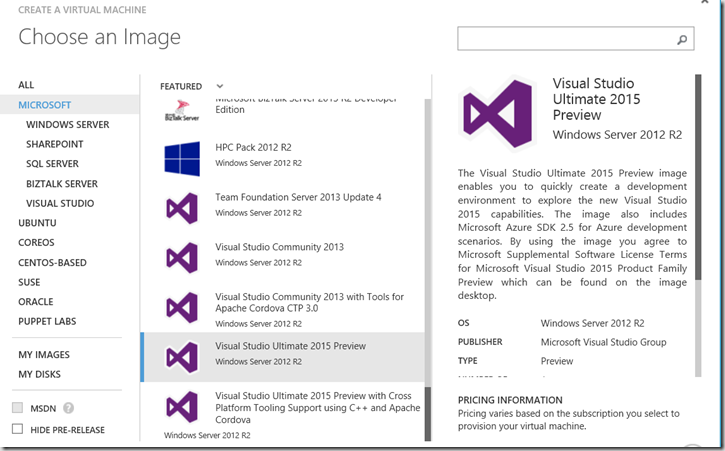 CREATE A VIRTUAL MACHINE
Choose an Image
ALL
MICROSOFT
WINDOWS SERVER
SHAREPOINT
SQL SERVER
BIZTALK SERVER
VISUAL STUDIO
UBUNTU
COREOS
CENTOS-BASED
SUSE
ORACLE
PUPPET LABS
MY IMAGES
MY DISKS
MSDN ?
HIDE PRE-RELEASE
FEATURED
Microsoft
BizTalk Server
Microsoft BizTalk Server 2013 R2 Developer
Edition
HPC Pack 2012 R2
Windows Server 2012 R2
Team Foundation Server 2013 Update 4
Windows Server 2012 R2
Visual Studio Community 2013
Windows Server 2012 R2
Visual Studio Community 2013 with Tools for
Apache Cordova CTP 3.0
Windows Server 2012 R2
Visual Studio Ultimate 2015 Preview
Windows Server 2012 R2
Visual Studio Ultimate 2015 Preview with Cross
Platform Tooling Support using C++ and Apache
Cordova
Windows Server 2012 R2
Visual Studio
Ultimate 2015
Preview
Windows Server 2012 R2
The Visual Studio Ultimate 2015 Preview image
enables you to quickly create a development
environment to explore the new Visual Studio
2015 capabilities. The image also includes
Microsoft Azure SDK 2.5 for Azure development
scenarios. By using the image you agree to
Microsoft Supplemental Software License Terms
for Microsoft Visual Studio 2015 Product Family
Preview which can be found on the image
desktop.
OS Windows Server 2012 R2
PUBLISHER Microsoft Visual Studio Group
TYPE Preview
PRICING INFORMATION
Pricing varies based on the subscription you select to
provision your virtual machine.